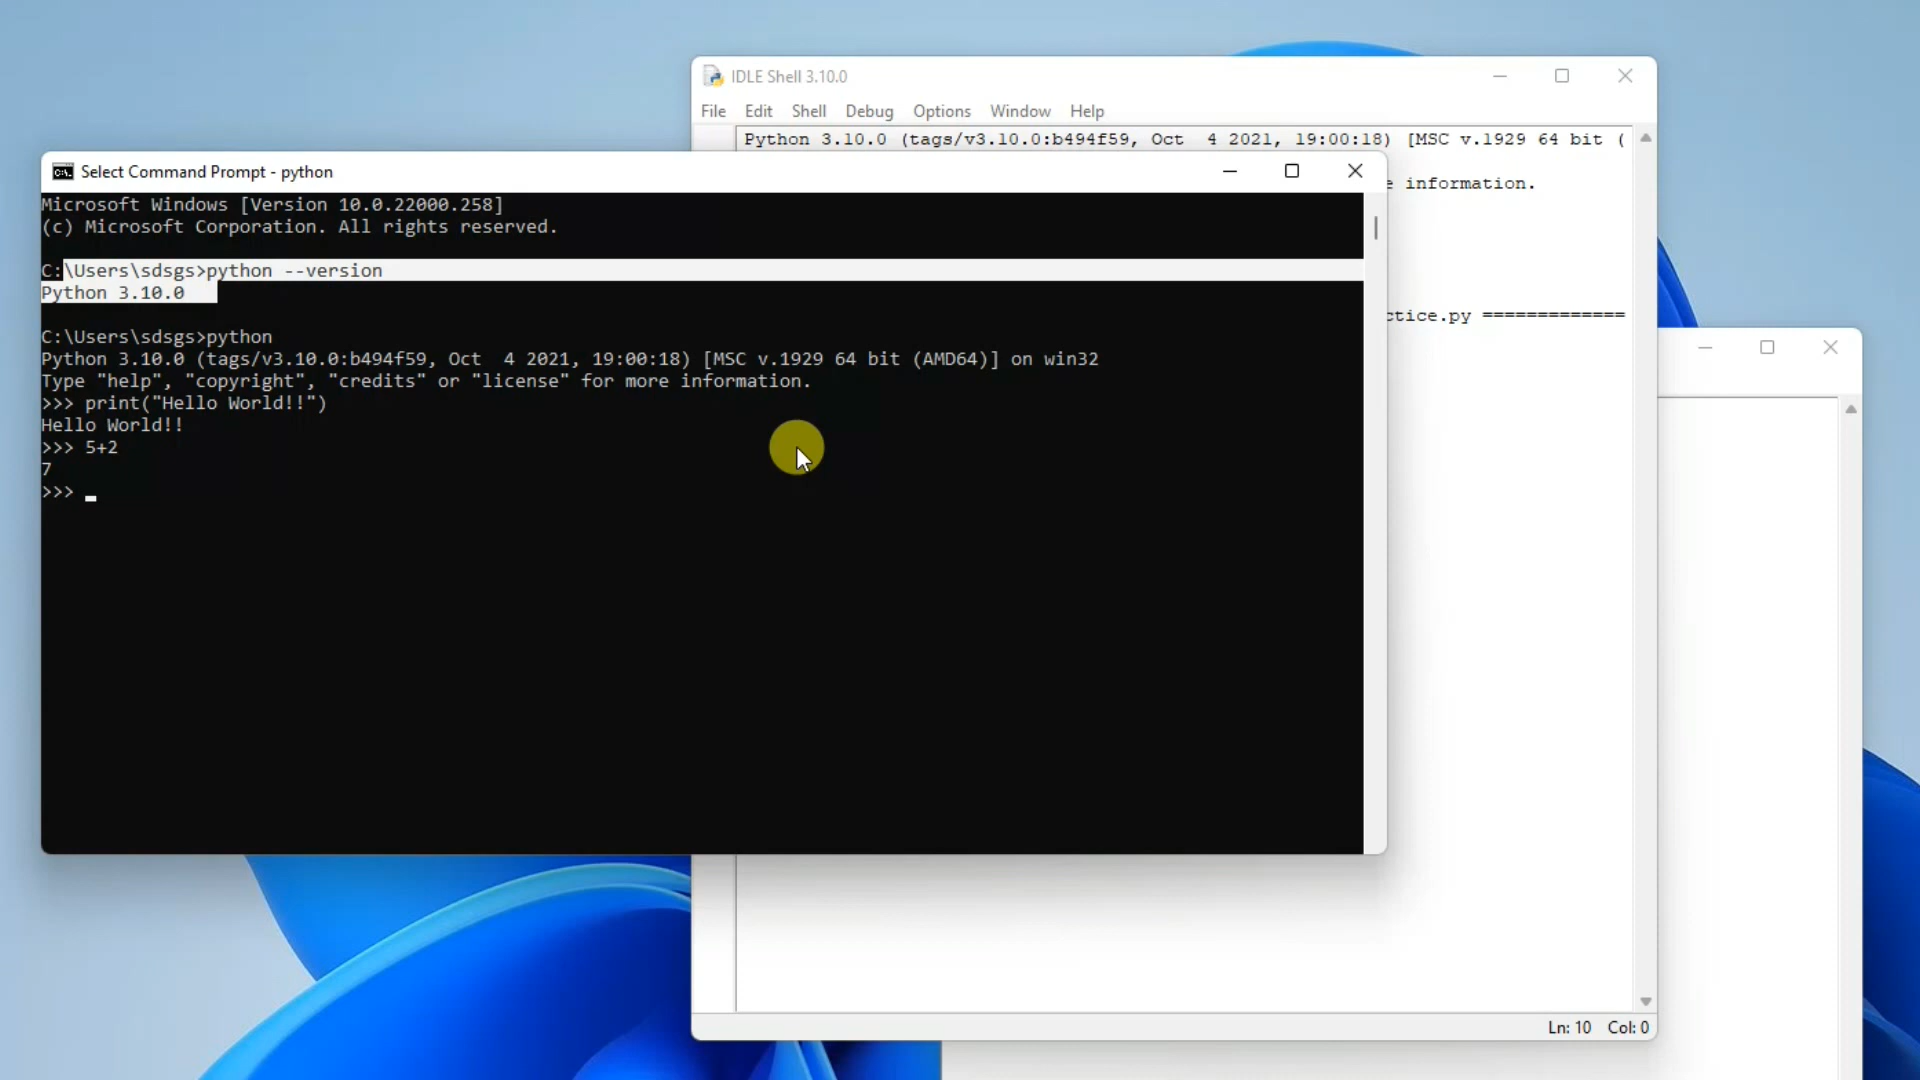 IDLE Shell 3.10.0
File Edit Shell Debug Options Window Help
Python 3.10.0 (tags/v3.10.0:b494f59, Oct  4 2021, 19:00:18) [MSC v.1929 64 bit (
information.
ctice.py =============
Ln: 10 Col: 0
Select Command Prompt - python
Microsoft Windows [Version 10.0.22000.258]
(c) Microsoft Corporation. All rights reserved.
C:\Users\sdsgs>python --version
Python 3.10.0
C:\Users\sdsgs>python
Python 3.10.0 (tags/v3.10.0:b494f59, Oct  4 2021, 19:00:18) [MSC v.1929 64 bit (AMD64)] on win32
Type "help", "copyright", "credits" or "license" for more information.
>>> print("Hello World!!")
Hello World!!
>>> 5+2
7
>>> _